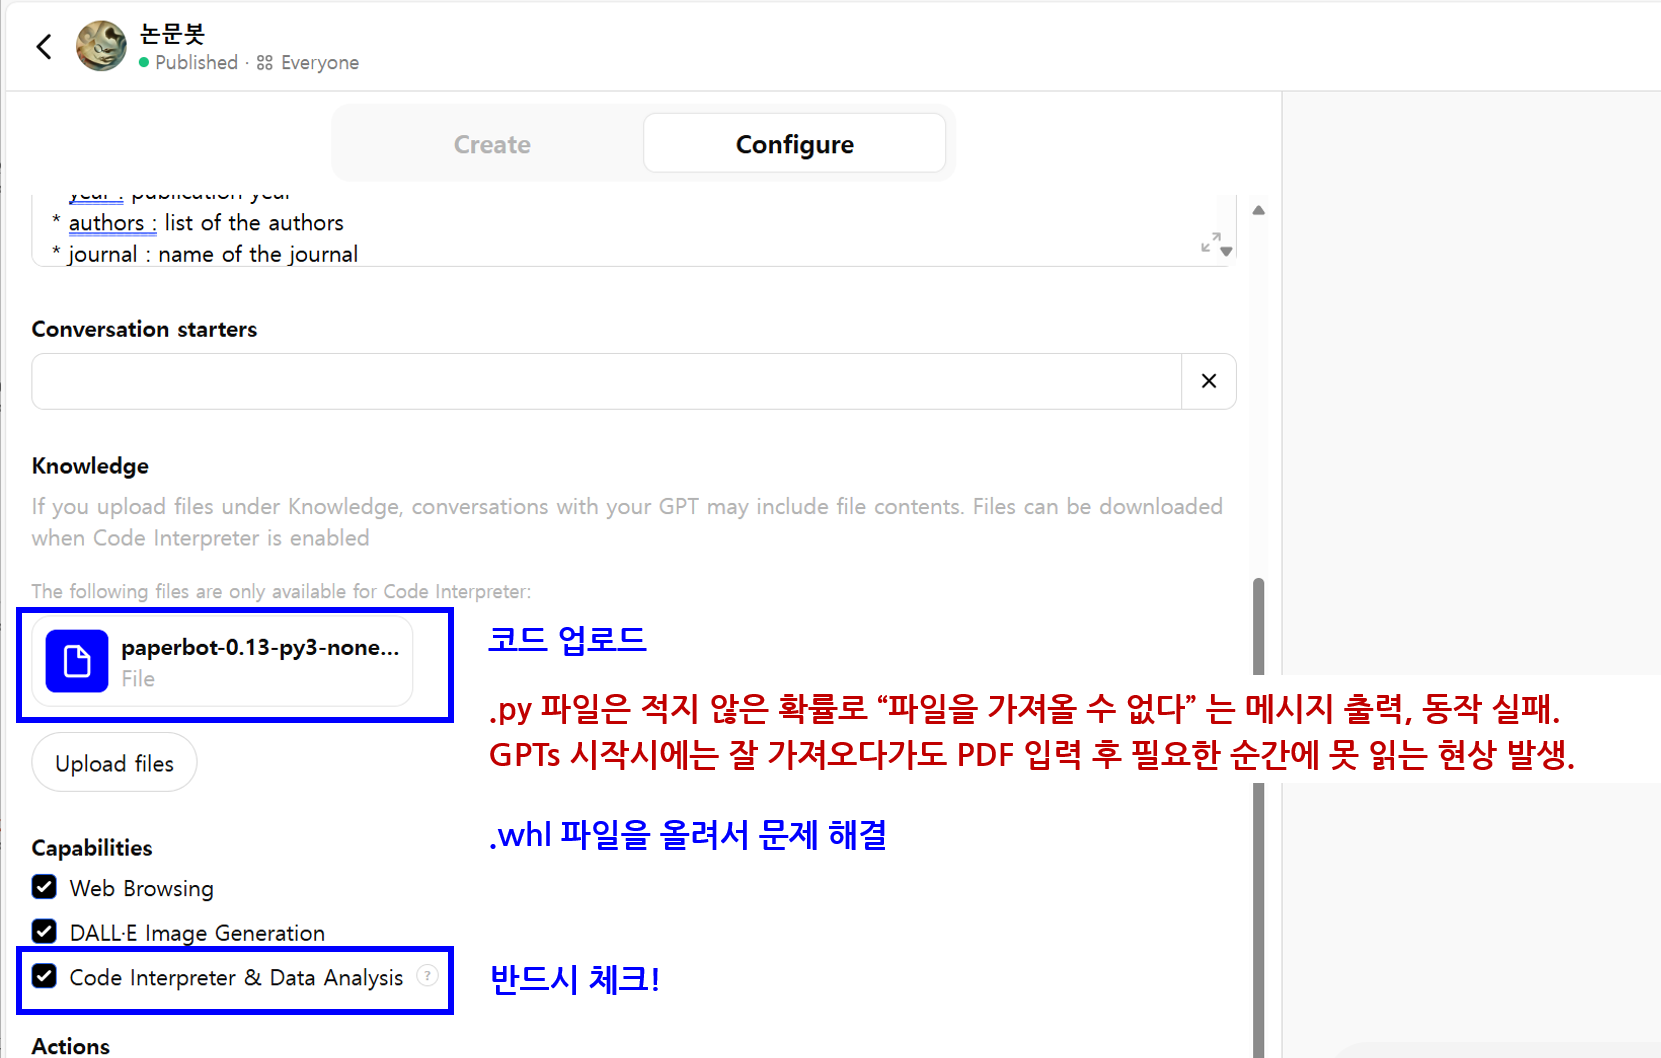 논문봇
Published · Everyone
Create
Configure
year : publication year
* authors : list of the authors
* journal : name of the journal
Conversation starters
Knowledge
If you upload files under Knowledge, conversations with your GPT may include file contents. Files can be downloaded
when Code Interpreter is enabled
The following files are only available for Code Interpreter:
paperbot-0.13-py3-none...
File
코드 업로드
.py 파일은 적지 않은 확률로 “파일을 가져올 수 없다” 는 메시지 출력, 동작 실패.
GPTs 시작시에는 잘 가져오다가도 PDF 입력 후 필요한 순간에 못 읽는 현상 발생.
Upload files
.whl 파일을 올려서 문제 해결
Capabilities
Web Browsing
DALL·E Image Generation
Code Interpreter & Data Analysis ?
반드시 체크!
Actions